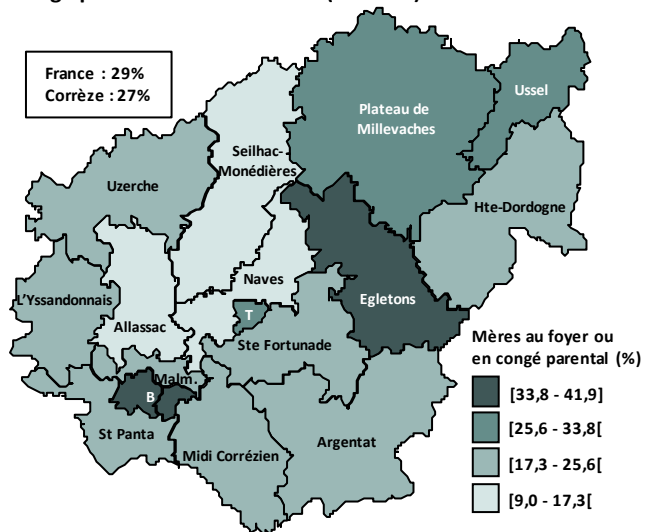 France : 29%
Corrèze : 27%
Ussel
Plateau de
Millevaches
Seilhac-
Monédières
Uzerche
Hte-Dordogne
Naves
L'Yssandonnais
Egletons
T
Allassac
Ste Fortunade
Malm.
B
St Panta
Midi Corrézien
Argentat
Mères au foyer ou
en congé parental (%)
[33,8 - 41,9]
[25,6 - 33,8[
[17,3 - 25,6[
[9,0 - 17,3[